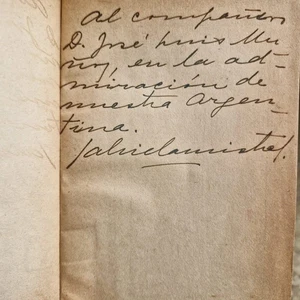 Al compañero
D. José Luis Mu
ñoz, en la ad-
miración de
nuestra Argen-
tina.
Gabriela Mistral